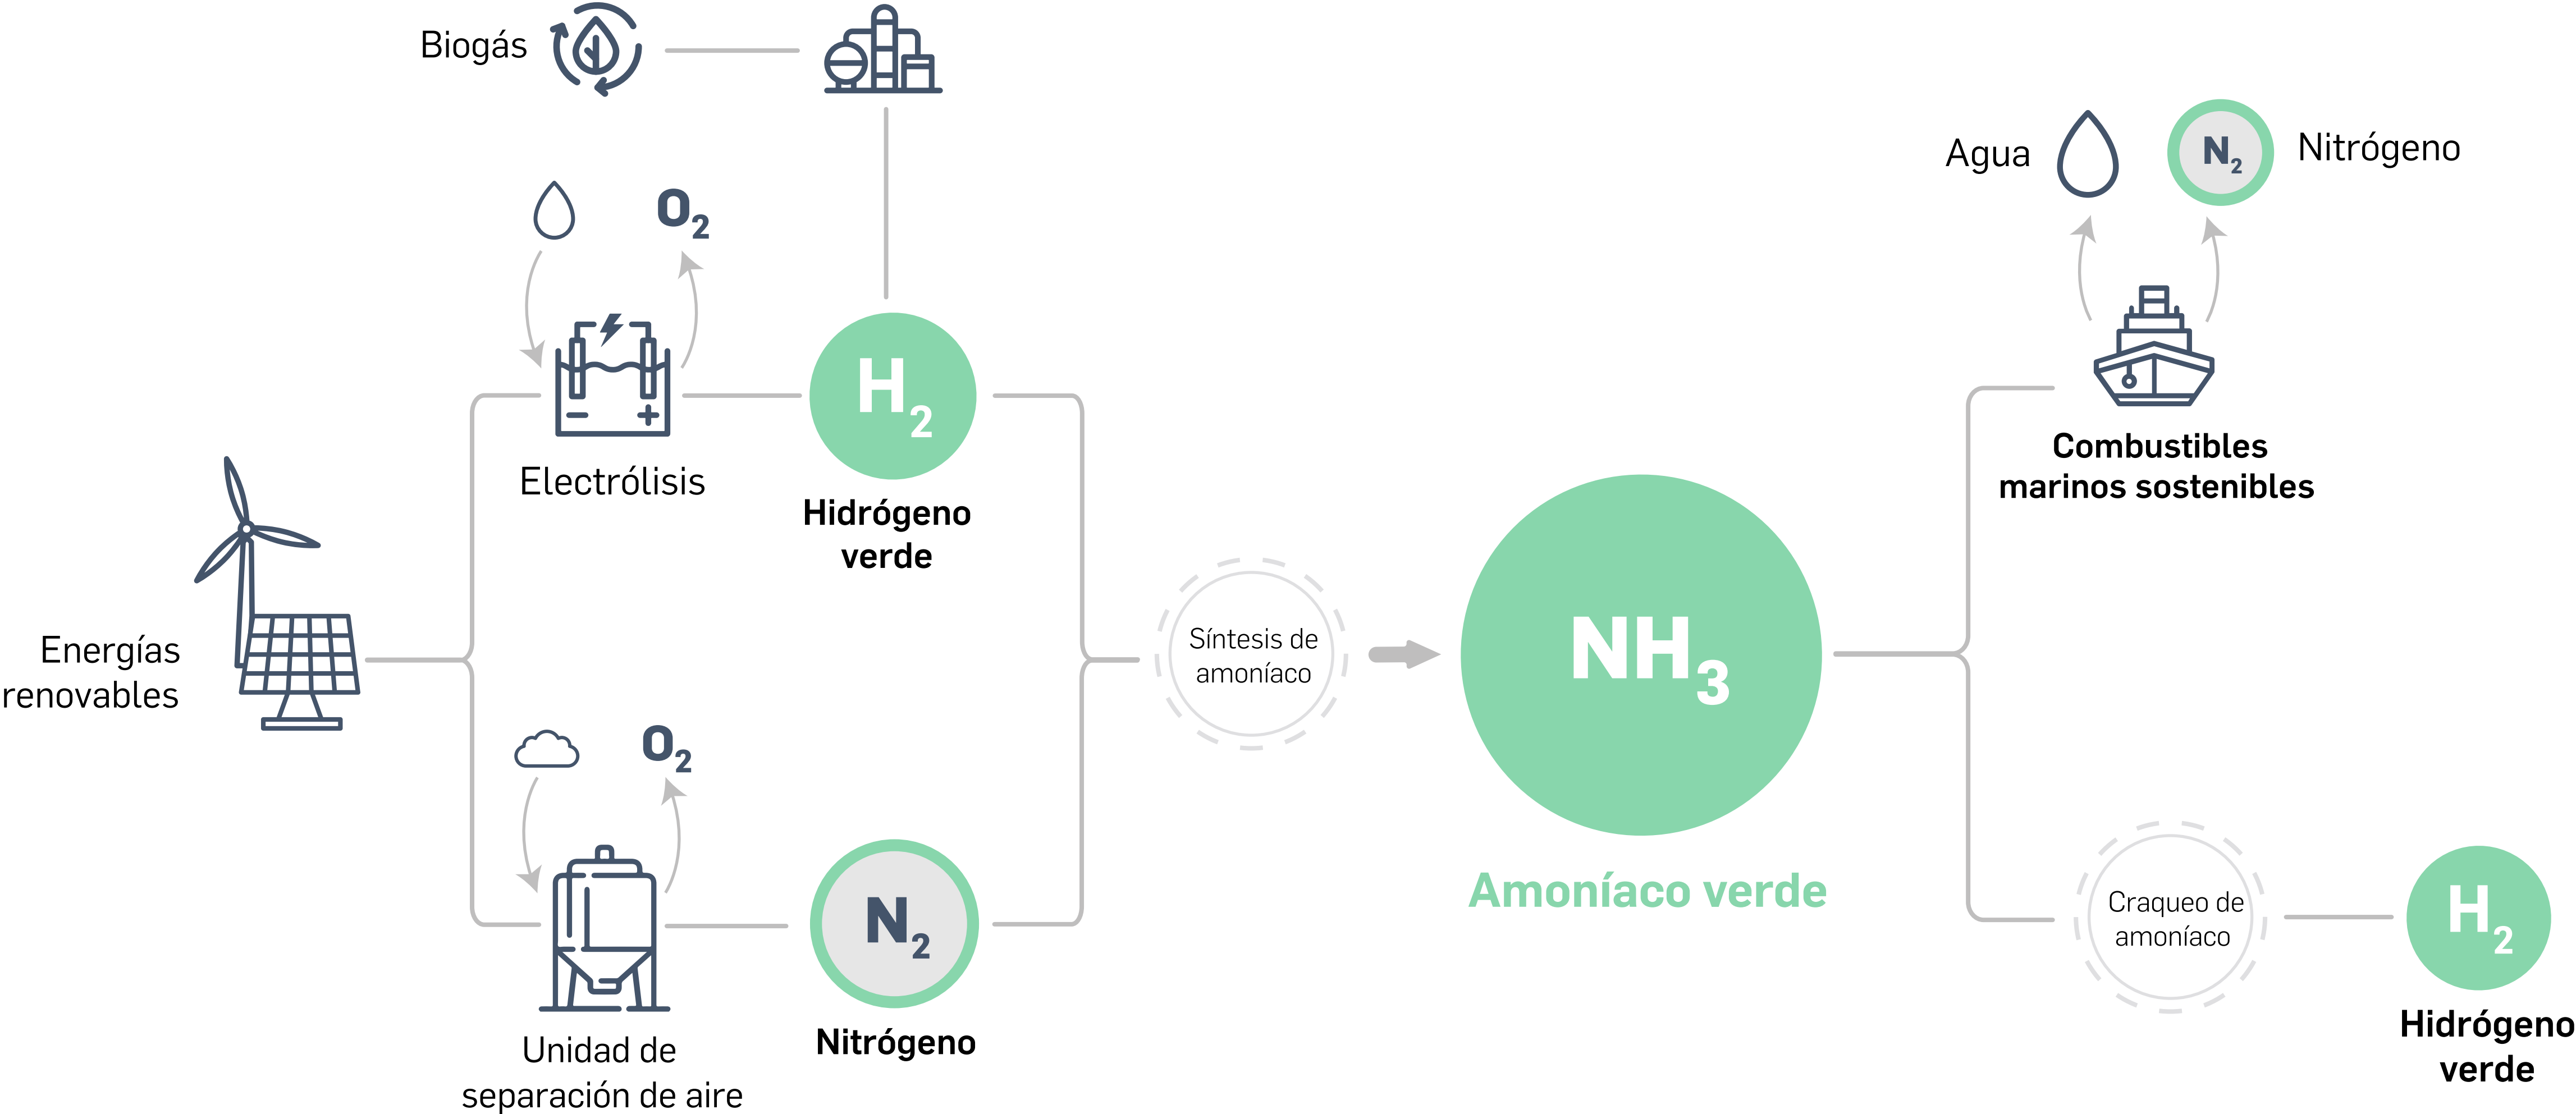 Biogás
O2
Electrólisis
H2
Hidrógeno
verde
Energías
renovables
O2
Unidad de
separación de aire
N2
Nitrógeno
Síntesis de
amoníaco
NH3
Amoníaco verde
Agua
N2
Nitrógeno
Combustibles
marinos sostenibles
Craqueo de
amoníaco
H2
Hidrógeno
verde